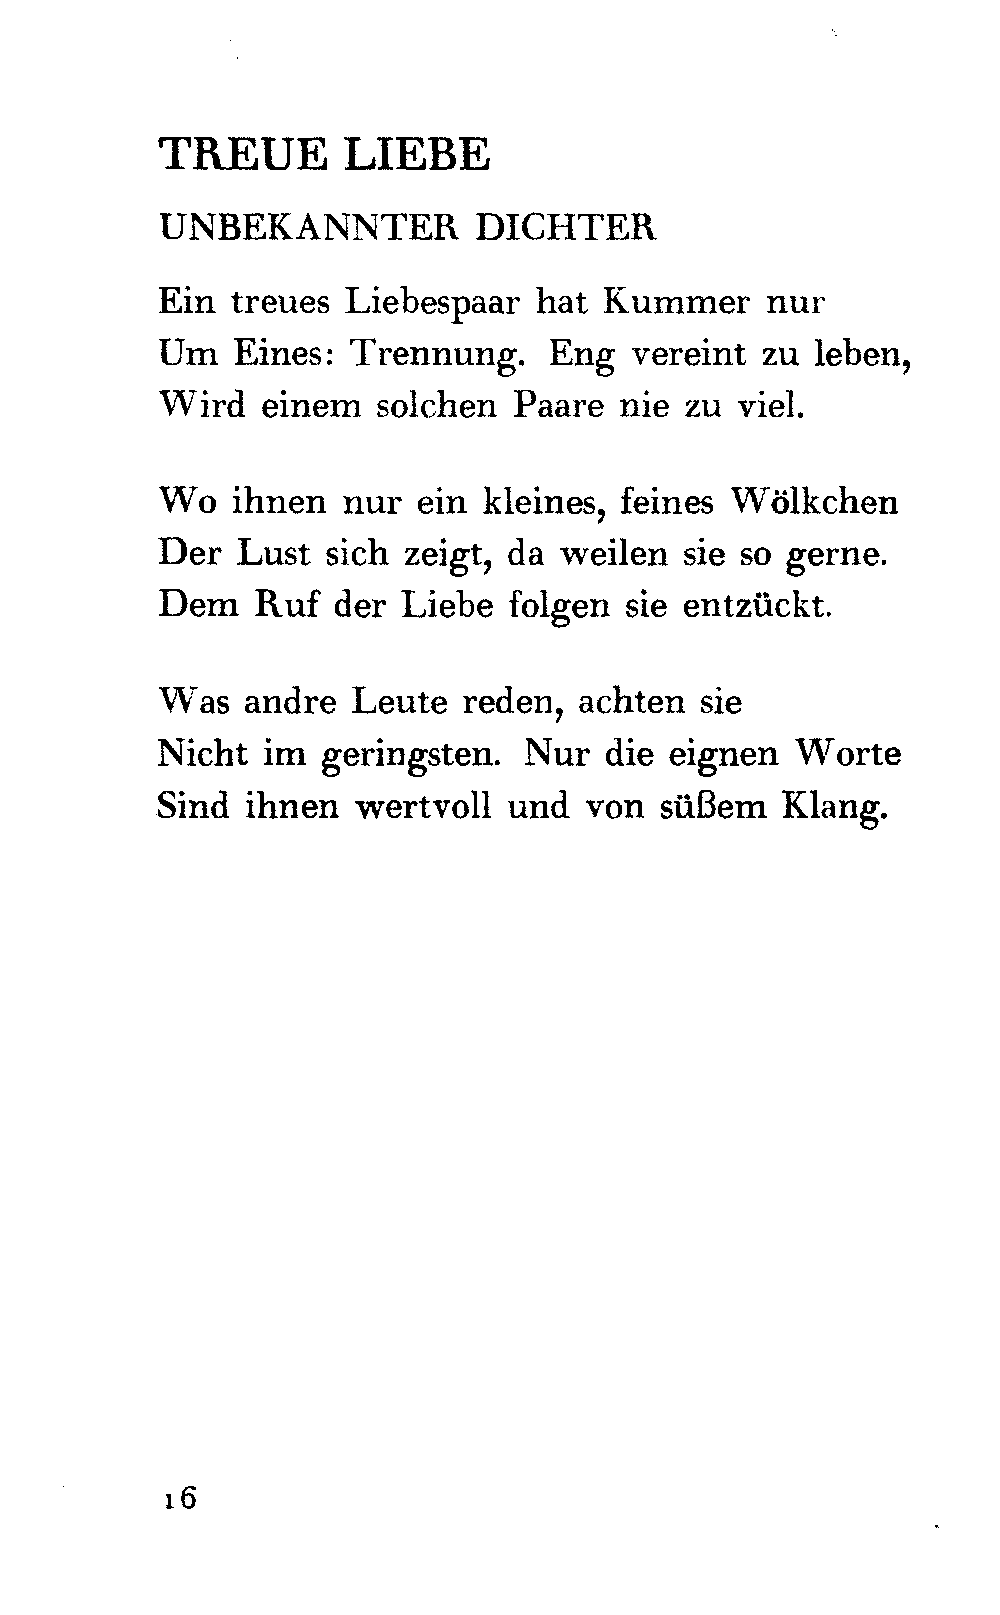 TREUE LIEBE
UNBEKANNTER DICHTER
Ein treues Liebespaar hat Kummer nur
Um Eines: Trennung. Eng vereint zu leben,
Wird einem solchen Paare nie zu viel.
Wo ihnen nur ein kleines, feines Wölkchen
Der Lust sich zeigt, da weilen sie so gerne.
Dem Ruf der Liebe folgen sie entzückt.
Was andre Leute reden, achten sie
Nicht im geringsten. Nur die eignen Worte
Sind ihnen wertvoll und von süßem Klang.
16